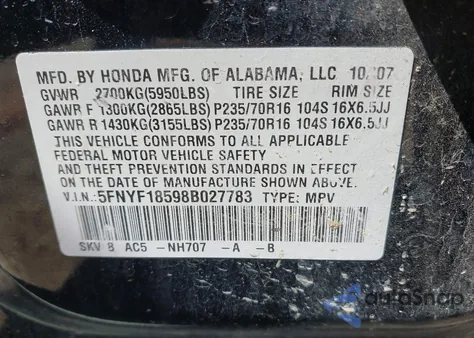 MFD. BY HONDA MFG. OF ALABAMA, LLC 10/07
GVWR 2700KG(5950LBS) TIRE SIZE RIM SIZE
GAWR F 1300KG(2865LBS) P235/70R16 104S 16X6.5JJ
GAWR R 1430KG(3155LBS) P235/70R16 104S 16X6.5JJ
THIS VEHICLE CONFORMS TO ALL APPLICABLE
FEDERAL MOTOR VEHICLE SAFETY
AND THEFT PREVENTION STANDARDS IN EFFECT
ON THE DATE OF MANUFACTURE SHOWN ABOVE.
V.I.N.: 5FNYF18598B027783 TYPE: MPV
SKV 8 AC5 -NH707 -A -B -
autoSnap